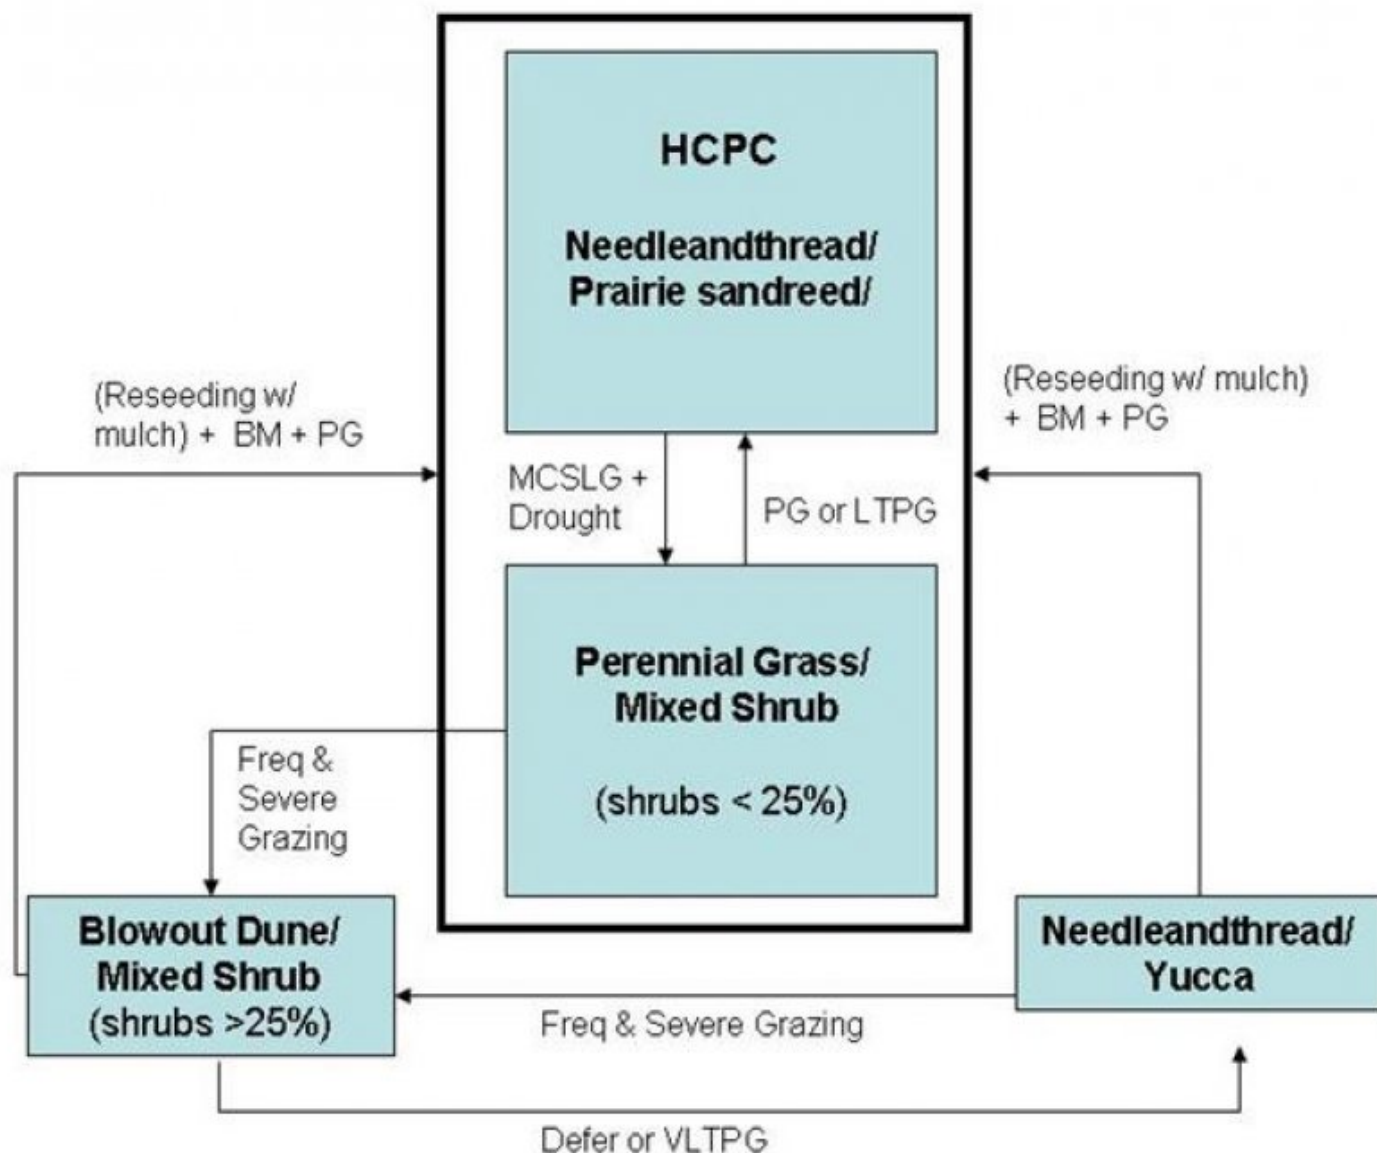 HCPC
Needleandthread/
Prairie sandreed/
(Reseeding w/
mulch) + BM + PG
(Reseeding w/ mulch)
+ BM + PG
MCSLG +
Drought
PG or LTPG
Perennial Grass/
Mixed Shrub
(shrubs < 25%)
Freq &
Severe
Grazing
Blowout Dune/
Mixed Shrub
(shrubs >25%)
Needleandthread/
Yucca
Freq & Severe Grazing
Defer or VLTPG